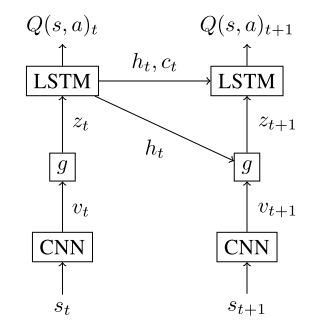 Q(s, a)_t Q(s, a)_{t+1}
LSTM h_t, c_t LSTM
z_t h_t z_{t+1}
g g
v_t v_{t+1}
CNN CNN
s_t s_{t+1}